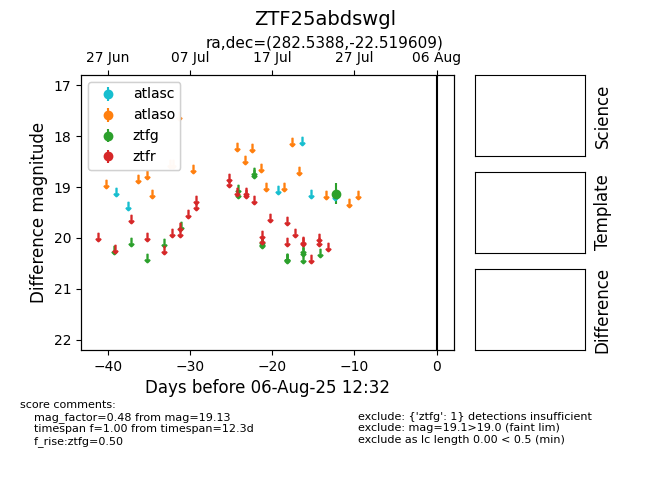 ZTF25abdswgl
ra,dec=(282.5388,-22.519609)
27 Jun 07 Jul 17 Jul 27 Jul 06 Aug
17
18
19
20
21
22
Difference magnitude
atlasc
atlaso
ztfg
ztfr
−40 −30 −20 −10 0
Days before 06-Aug-25 12:32
Science
Template
Difference
score comments:
mag_factor=0.48 from mag=19.13
timespan f=1.00 from timespan=12.3d
f_rise:ztfg=0.50
exclude: {'ztfg': 1} detections insufficient
exclude: mag=19.1>19.0 (faint lim)
exclude as lc length 0.00 < 0.5 (min)